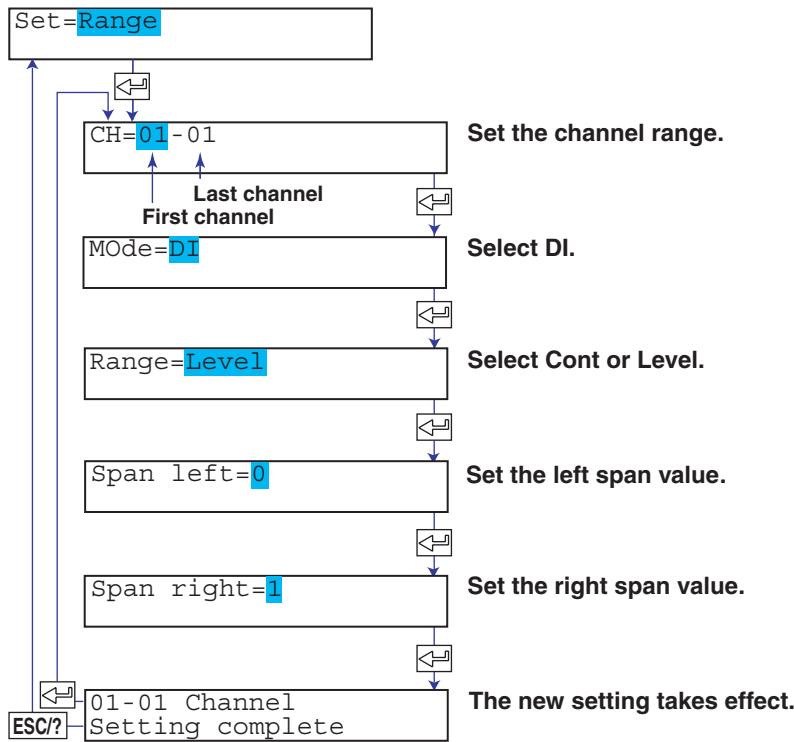 Set=Range
CH=01-01
Set the channel range.
Last channel
First channel
MOde=DI
Select DI.
Range=Level
Select Cont or Level.
Span left=0
Set the left span value.
Span right=1
Set the right span value.
01-01 Channel
Setting complete
The new setting takes effect.
ESC/?